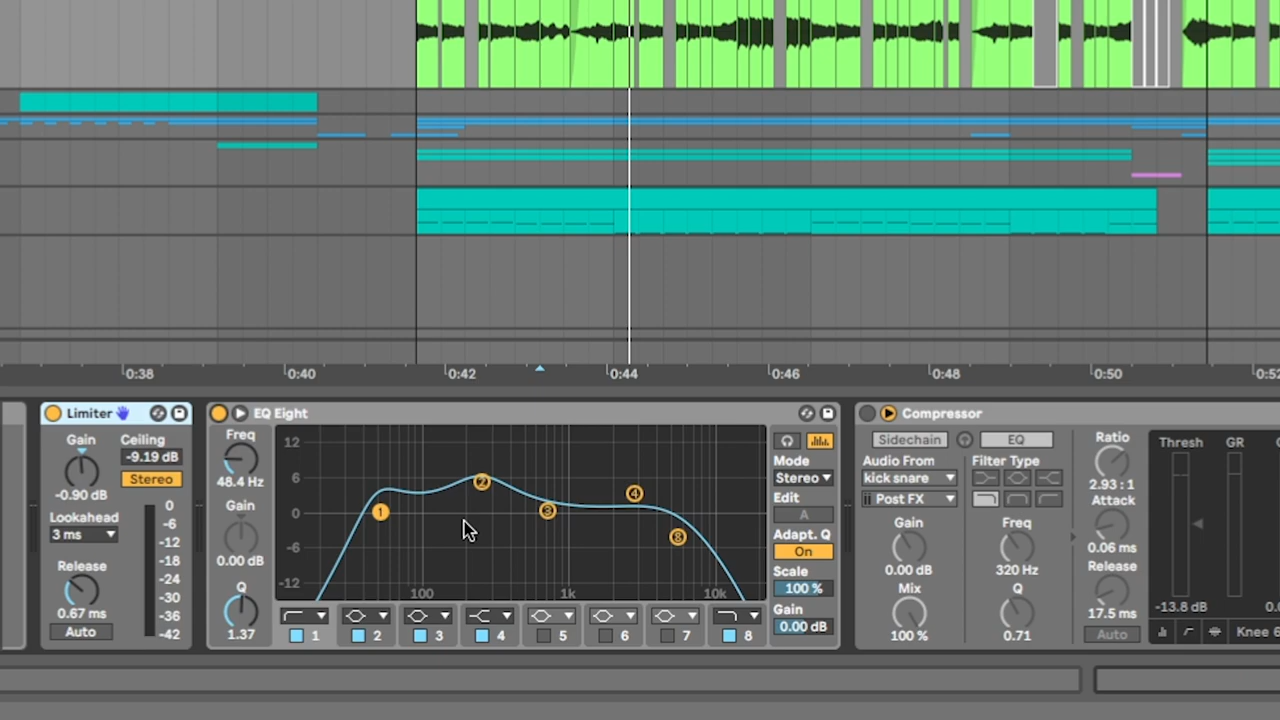 0:38 0:40 0:42 0:44 0:46 0:48 0:50 0:52
Limiter
Gain
-0.90 dB
Lookahead
3 ms
Release
0.67 ms
Auto
Ceiling
-9.19 dB
Stereo
0
-6
-12
-18
-24
-30
-36
-42
EQ Eight
Freq
48.4 Hz
Gain
0.00 dB
Q
1.37
12
6
0
-6
-12
100 1k 10k
1 2 3 4 8
1 2 3 4 5 6 7 8
Mode
Stereo
Edit
A
Adapt. Q
On
Scale
100 %
Gain
0.00 dB
Compressor
Sidechain EQ
Audio From
kick snare
Post FX
Gain
0.00 dB
Mix
100 %
Filter Type
Freq
320 Hz
Q
0.71
Ratio
2.93 : 1
Attack
0.06 ms
Release
17.5 ms
Auto
Thresh GR
-13.8 dB
Knee